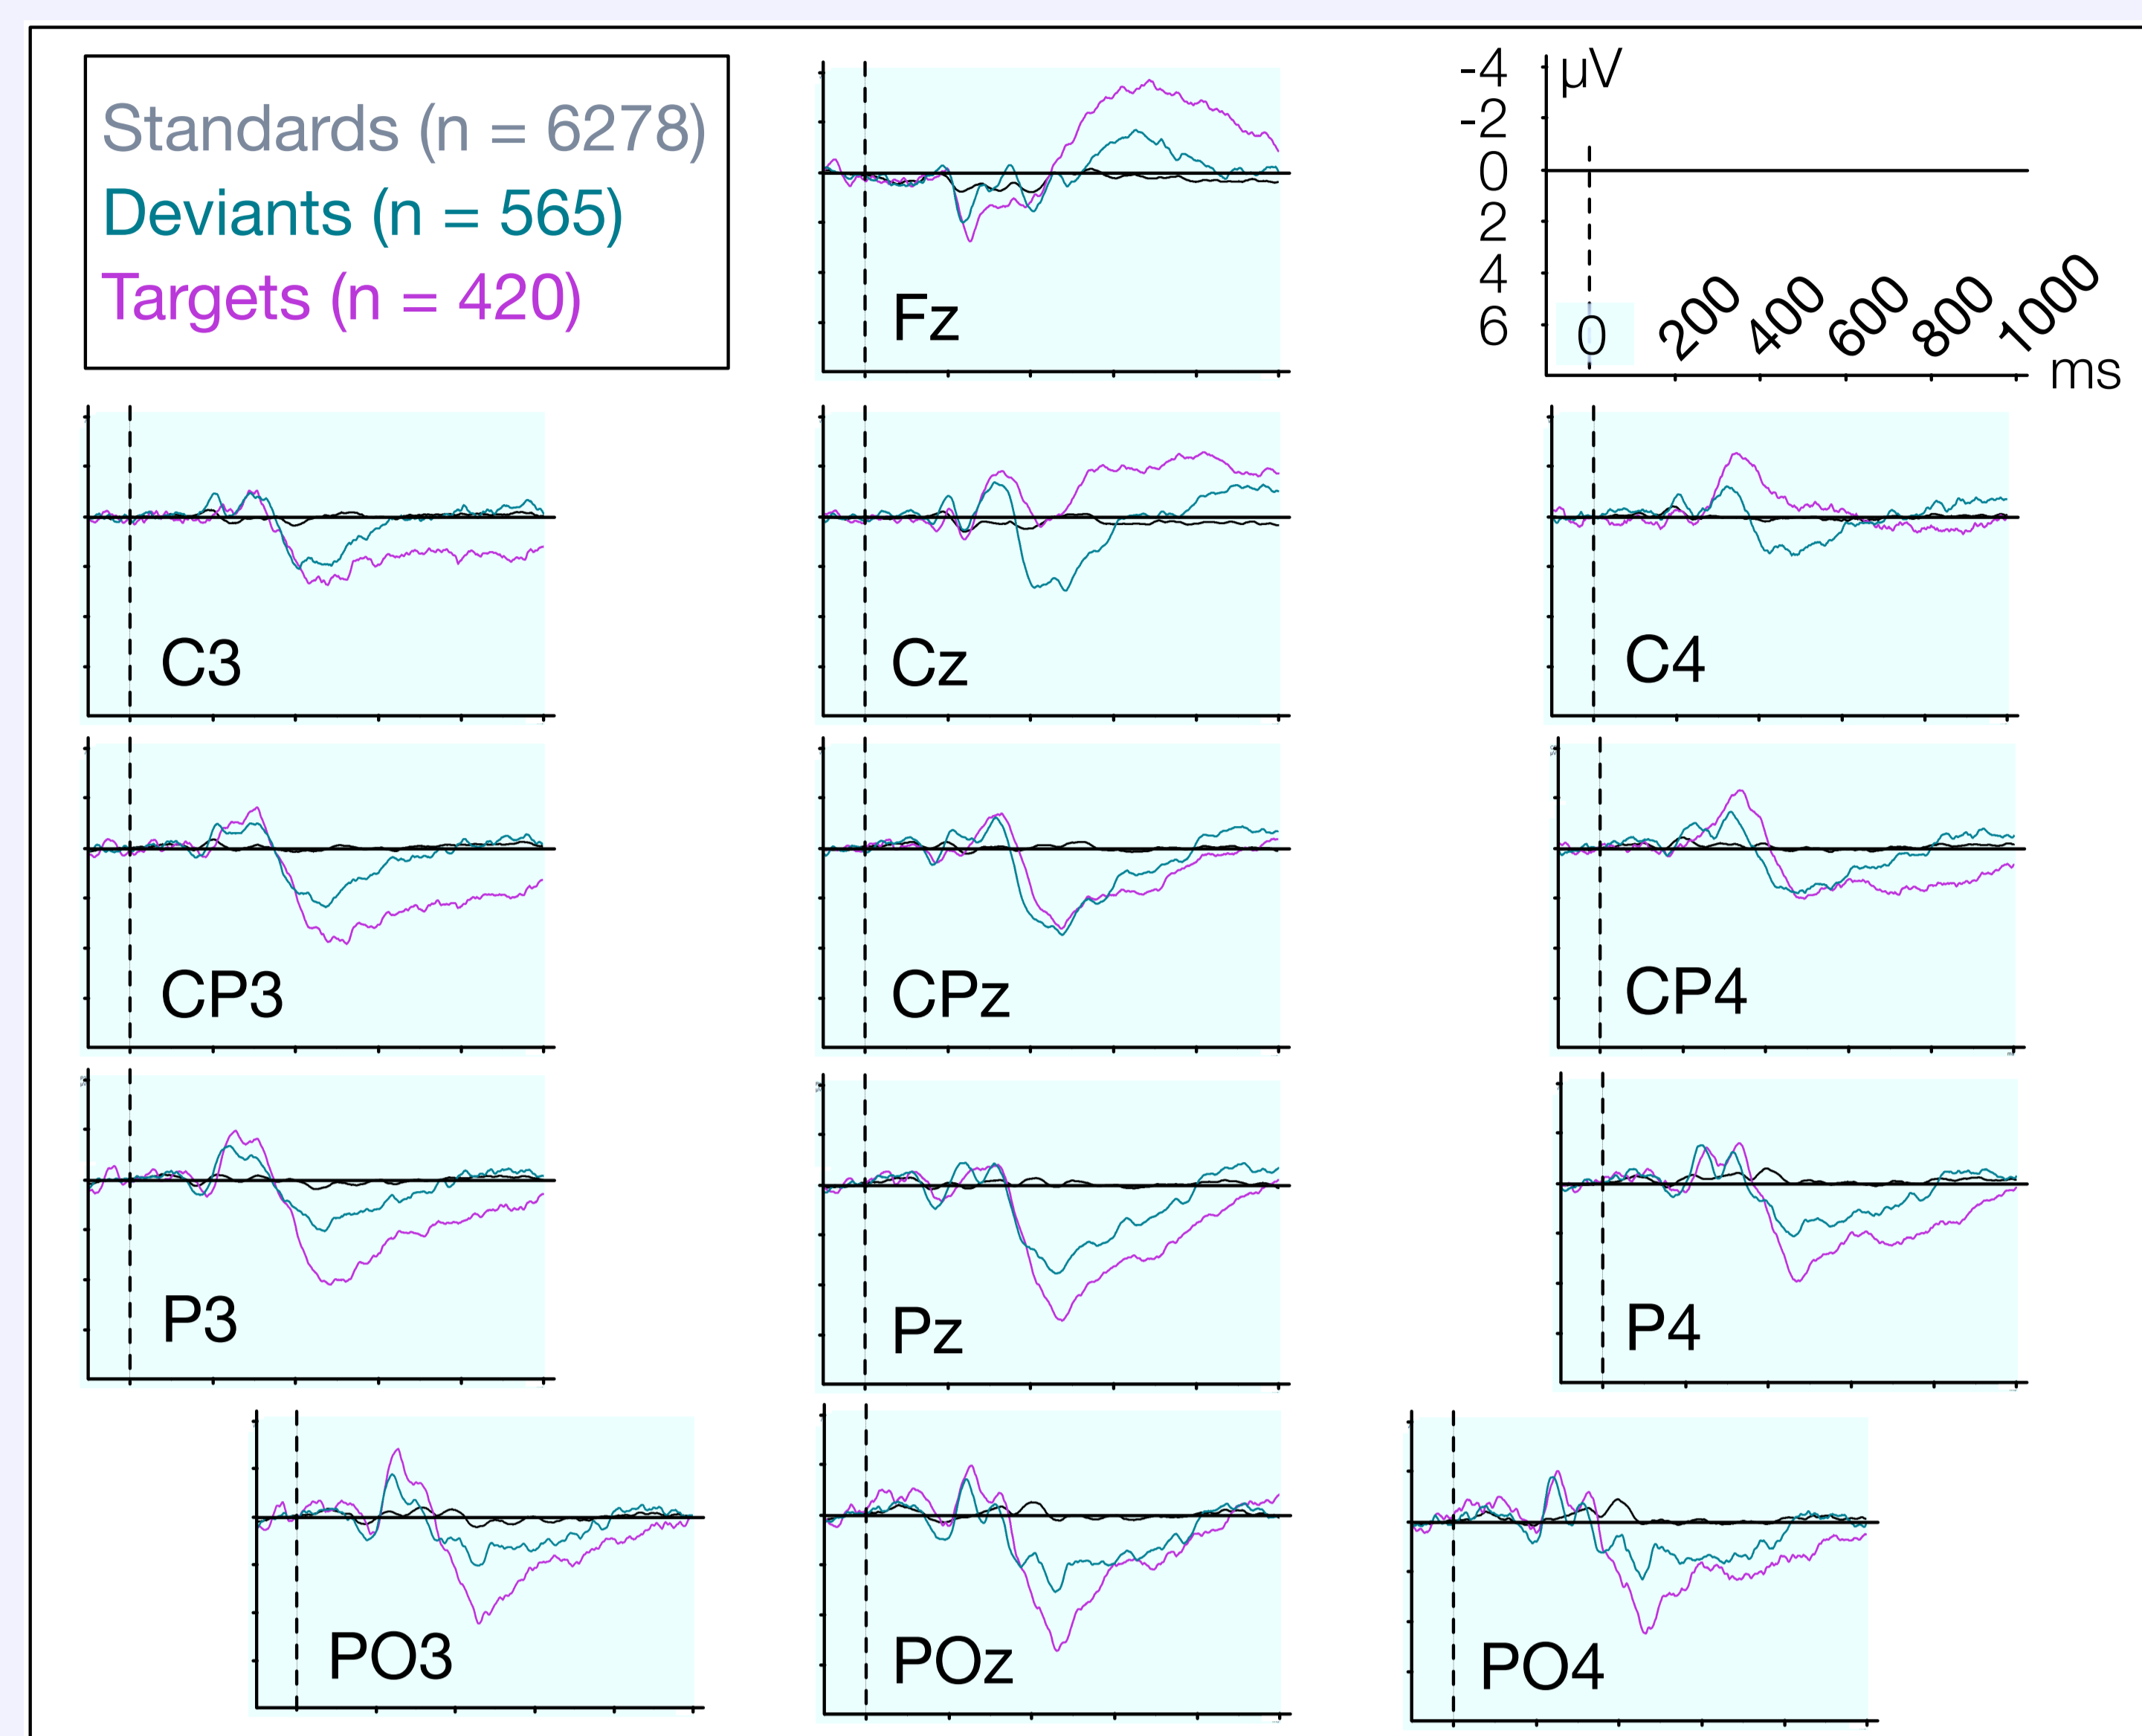 Standards (n = 6278)
Deviants (n = 565)
Targets (n = 420)
Fz
µV
-4
-2
0
2
4
6
0 200 400 600 800 1000
ms
C3
Cz
C4
CP3
CPz
CP4
P3
Pz
P4
PO3
POz
PO4